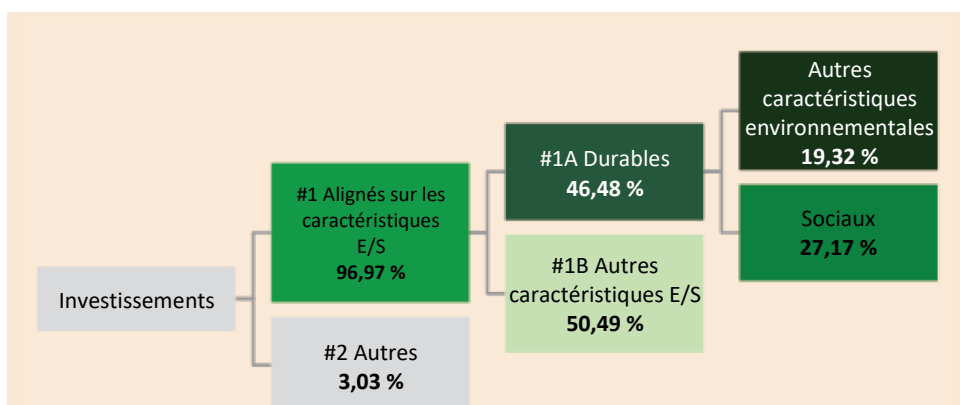 Investissements
#1 Alignés sur les
caractéristiques
E/S
96,97 %
#2 Autres
3,03 %
#1A Durables
46,48 %
#1B Autres
caractéristiques E/S
50,49 %
Autres
caractéristiques
environnementales
19,32 %
Sociaux
27,17 %